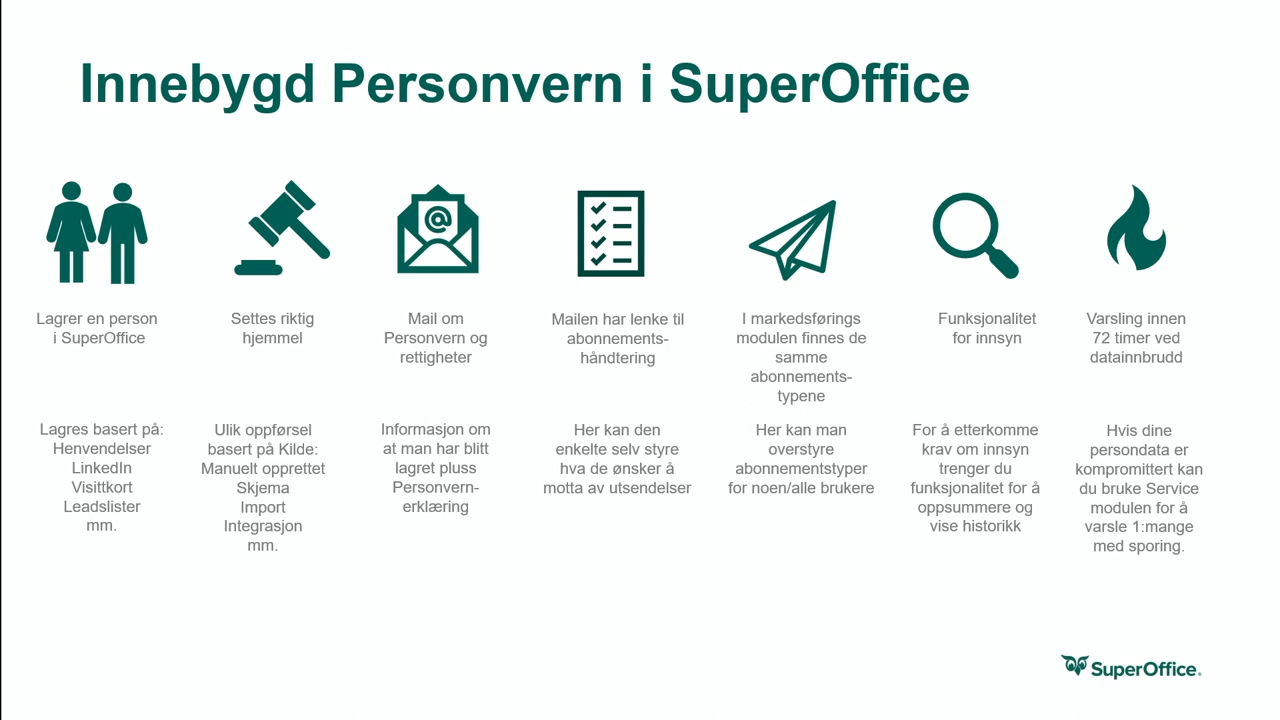 Innebygd Personvern i SuperOffice
Lagrer en person
i SuperOffice
Settes riktig
hjemmel
Mail om
Personvern og
rettigheter
Mailen har lenke til
abonnements-
håndtering
I markedsførings
modulen finnes de
samme
abonnements-
typene
Funksjonalitet
for innsyn
Varsling innen
72 timer ved
datainnbrudd
Lagres basert på:
Henvendelser
LinkedIn
Visittkort
Leadslister
mm.
Ulik oppførsel
basert på Kilde:
Manuelt opprettet
Skjema
Import
Integrasjon
mm.
Informasjon om
at man har blitt
lagret pluss
Personvern-
erklæring
Her kan den
enkelte selv styre
hva de ønsker å
motta av utsendelser
Her kan man
overstyre
abonnementstyper
for noen/alle brukere
For å etterkomme
krav om innsyn
trenger du
funksjonalitet for å
oppsummere og
vise historikk
Hvis dine
persondata er
kompromittert kan
du bruke Service
modulen for å
varsle 1:mange
med sporing.
SuperOffice.